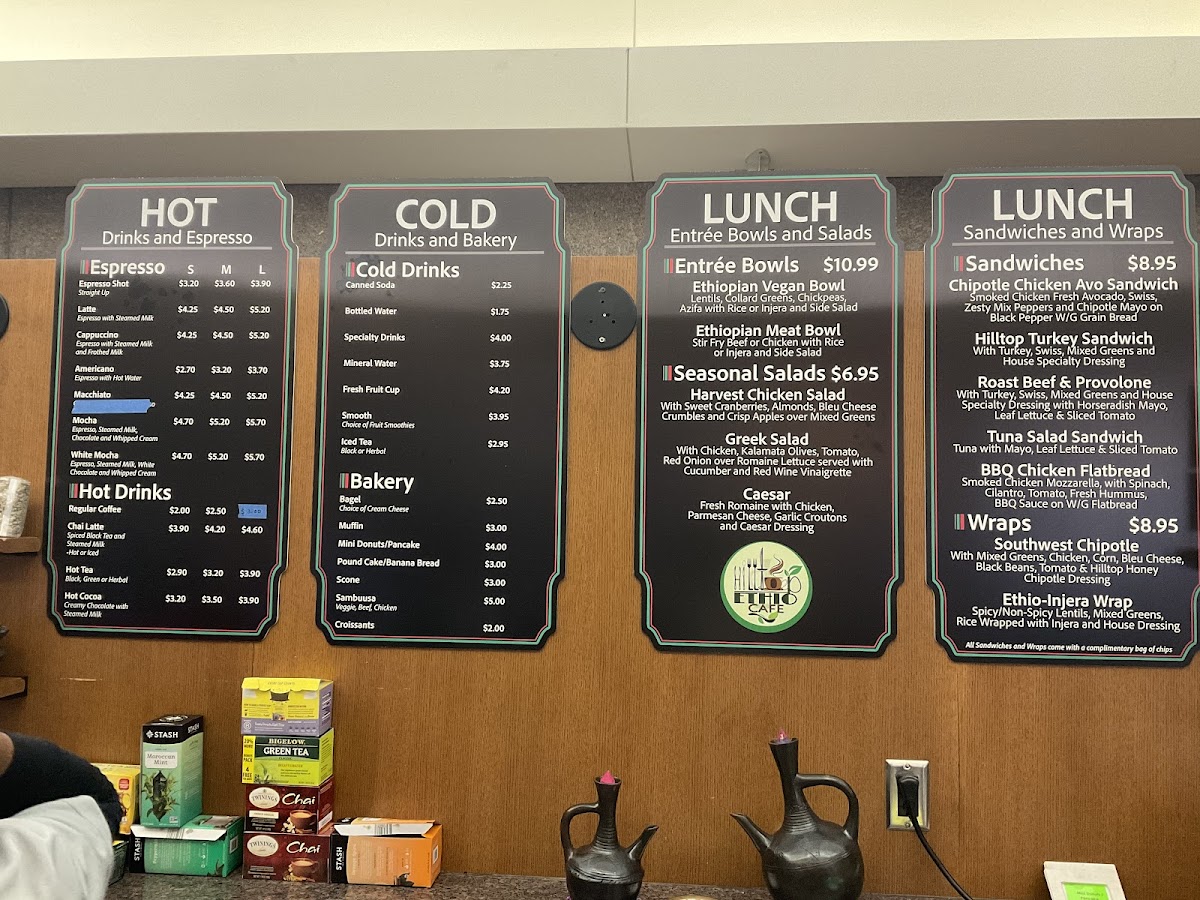 HOT
Drinks and Espresso
Espresso S M L
Espresso Shot $3.20 $3.60 $3.90
Straight Up
Latte $4.25 $4.50 $5.20
Espresso with Steamed Milk
Cappuccino $4.25 $4.50 $5.20
Espresso with Steamed Milk
and Frothed Milk
Americano $2.70 $3.20 $3.70
Espresso with Hot Water
Macchiato $4.25 $4.50 $5.20
Mocha $4.70 $5.20 $5.70
Espresso, Steamed Milk,
Chocolate and Whipped Cream
White Mocha $4.70 $5.20 $5.70
Espresso, Steamed Milk, White
Chocolate and Whipped Cream
Hot Drinks
Regular Coffee $2.00 $2.50
Chai Latte $3.90 $4.20 $4.60
Spiced Black Tea and
Steamed Milk
-Hot or Iced
Hot Tea $2.90 $3.20 $3.90
Black, Green or Herbal
Hot Cocoa $3.20 $3.50 $3.90
Creamy Chocolate with
Steamed Milk
COLD
Drinks and Bakery
Cold Drinks
Canned Soda $2.25
Bottled Water $1.75
Specialty Drinks $4.00
Mineral Water $3.75
Fresh Fruit Cup $4.20
Smooth $3.95
Choice of Fruit Smoothies
Iced Tea $2.95
Black or Herbal
Bakery
Bagel $2.50
Choice of Cream Cheese
Muffin $3.00
Mini Donuts/Pancake $4.00
Pound Cake/Banana Bread $3.00
Scone $3.00
Sambuusa $5.00
Veggie, Beef, Chicken
Croissants $2.00
LUNCH
Entrée Bowls and Salads
Entrée Bowls $10.99
Ethiopian Vegan Bowl
Lentils, Collard Greens, Chickpeas,
Azifa with Rice or Injera and Side Salad
Ethiopian Meat Bowl
Stir Fry Beef or Chicken with Rice
or Injera and Side Salad
Seasonal Salads $6.95
Harvest Chicken Salad
With Sweet Cranberries, Almonds, Bleu Cheese
Crumbles and Crisp Apples over Mixed Greens
Greek Salad
With Chicken, Kalamata Olives, Tomato,
Red Onion over Romaine Lettuce served with
Cucumber and Red Wine Vinaigrette
Caesar
Fresh Romaine with Chicken,
Parmesan Cheese, Garlic Croutons
and Caesar Dressing
Hilltop
ETHIO
CAFE
LUNCH
Sandwiches and Wraps
Sandwiches $8.95
Chipotle Chicken Avo Sandwich
Smoked Chicken Fresh Avocado, Swiss,
Zesty Mix Peppers and Chipotle Mayo on
Black Pepper W/G Grain Bread
Hilltop Turkey Sandwich
With Turkey, Swiss, Mixed Greens and
House Specialty Dressing
Roast Beef & Provolone
With Turkey, Swiss, Mixed Greens and House
Specialty Dressing with Horseradish Mayo,
Leaf Lettuce & Sliced Tomato
Tuna Salad Sandwich
Tuna with Mayo, Leaf Lettuce & Sliced Tomato
BBQ Chicken Flatbread
Smoked Chicken Mozzarella, with Spinach,
Cilantro, Tomato, Fresh Hummus,
BBQ Sauce on W/G Flatbread
Wraps $8.95
Southwest Chipotle
With Mixed Greens, Chicken, Corn, Bleu Cheese,
Black Beans, Tomato & Hilltop Honey
Chipotle Dressing
Ethio-Injera Wrap
Spicy/Non-Spicy Lentils, Mixed Greens,
Rice Wrapped with Injera and House Dressing
All Sandwiches and Wraps come with a complimentary bag of chips
STASH
STASH
Moroccan
Mint
BIGELOW
GREEN TEA
TWININGS
Chai
TWININGS
Chai
STASH
STASH